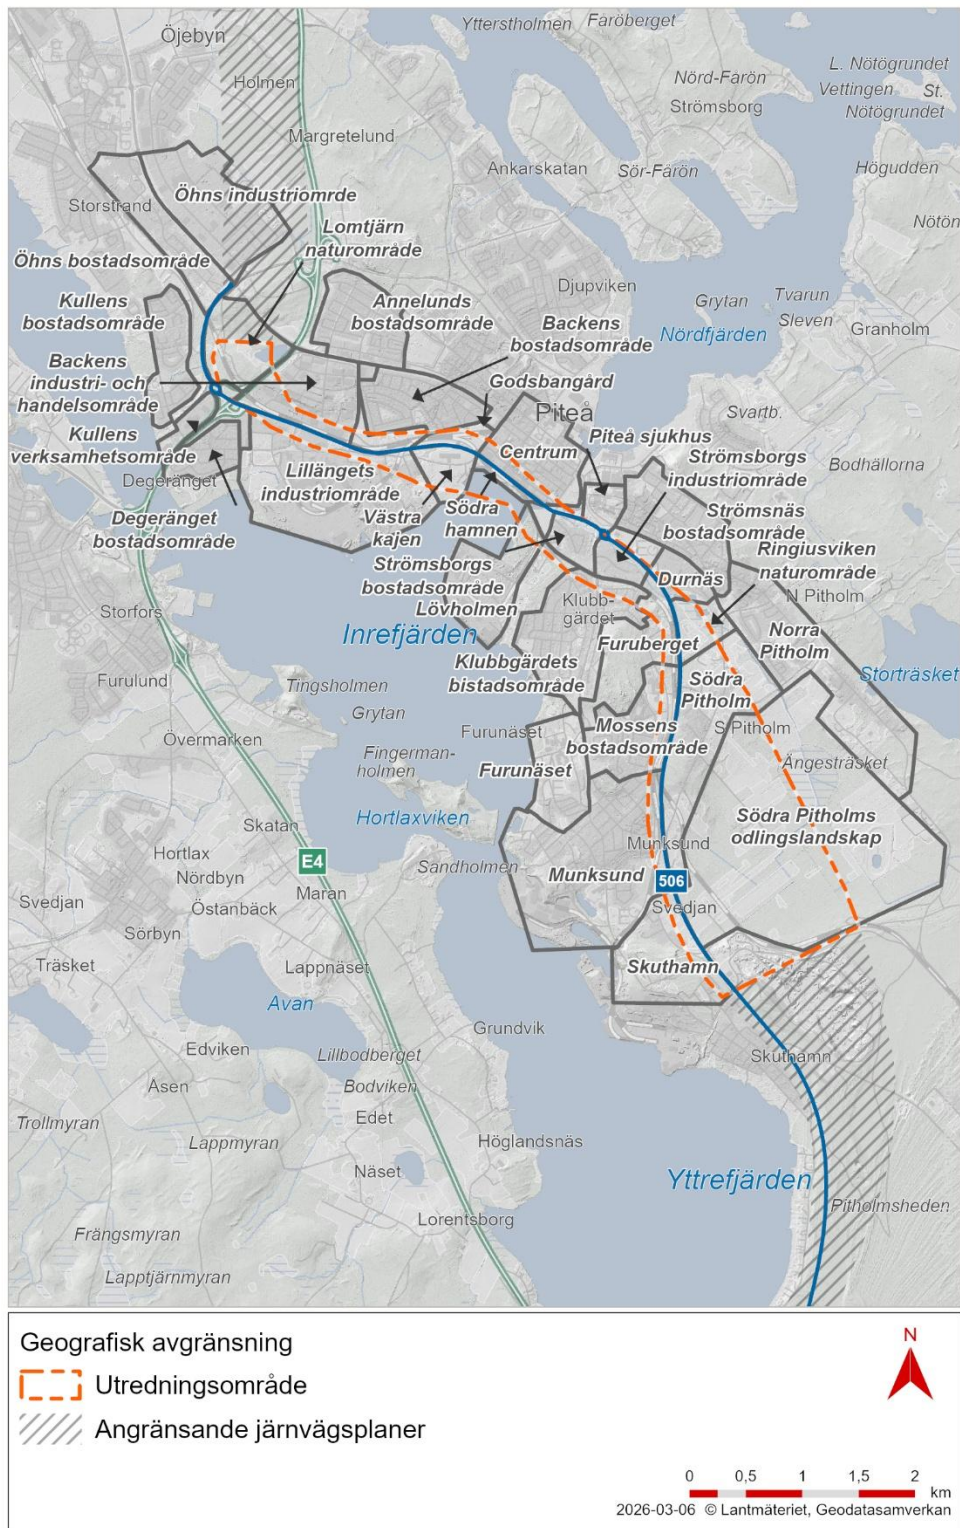 Öjebyn
Holmen
Margretelund
Ytterstholmen
Faröberget
Nörd-Farön
Strömsborg
L. Nötögrundet
Vettingen
St.
Nötögrundet
Ankarskatan
Sör-Farön
Högudden
Nötön
Storstrand
Öhns industriomrde
Lomtjärn
naturområde
Öhns bostadsområde
Kullens
bostadsområde
Annelunds
bostadsområde
Backens
bostadsområde
Djupviken
Grytan
Tvarun
Sleven
Nördfjärden
Granholm
Backens
industri- och
handelsområde
Godsbangård
Piteå
Svartb.
Kullens
verksamhetsområde
Centrum
Piteå sjukhus
Strömsborgs
industriområde
Bodhällorna
Degeränget
Lillängets
industriområde
Degeränget
bostadsområde
Västra
kajen
Södra
hamnen
Strömsnäs
bostadsområde
Ringiusviken
naturområde
Strömsborgs
bostadsområde
Lövholmen
Durnäs
N Pitholm
Storfors
Inrefjärden
Klubb-
gärdet
Furuberget
Norra
Pitholm
Klubbgärdets
bistadsområde
Södra
Pitholm
Storträsket
Furulund
Tingsholmen
Grytan
Övermarken
Fingerman-
holmen
Furunäset
Furunäset
Mossens
bostadsområde
S Pitholm
Ängesträsket
Hortlaxviken
Södra Pitholms
odlingslandskap
Skatan
Hortlax
Nördbyn
E4
Sandholmen
Munksund
Munksund
506
Svedjan
Svedjan
Östanbäck
Maran
Sörbyn
Träsket
Lappnäset
Skuthamn
Avan
Grundvik
Edviken
Lillbodberget
Skuthamn
Åsen
Bodviken
Trollmyran
Edet
Lappmyran
Höglandsnäs
Näset
Yttrefjärden
Pitholmsheden
Lorentsborg
Frängsmyran
Lapptjärnmyran
Geografisk avgränsning
Utredningsområde
Angränsande järnvägsplaner
N
0 0,5 1 1,5 2
km
2026-03-06 © Lantmäteriet, Geodatasamverkan